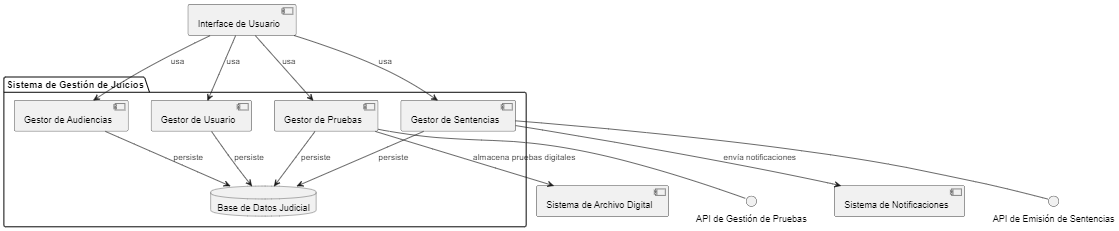 Interface de Usuario
usa
usa
usa
usa
Sistema de Gestión de Juicios
Gestor de Audiencias
Gestor de Usuario
Gestor de Pruebas
Gestor de Sentencias
persiste
persiste
persiste
persiste
almacena pruebas digitales
envía notificaciones
Base de Datos Judicial
Sistema de Archivo Digital
API de Gestión de Pruebas
Sistema de Notificaciones
API de Emisión de Sentencias